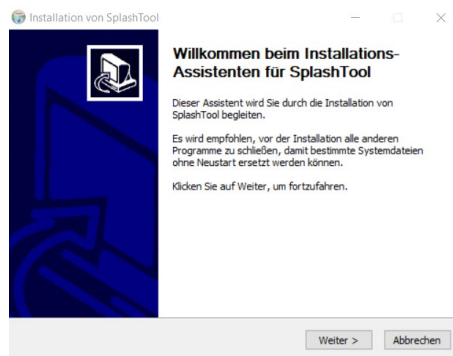 Installation von SplashTool
Willkommen beim Installations-
Assistenten für SplashTool
Dieser Assistent wird Sie durch die Installation von
SplashTool begleiten.
Es wird empfohlen, vor der Installation alle anderen
Programme zu schließen, damit bestimmte Systemdateien
ohne Neustart ersetzt werden können.
Klicken Sie auf Weiter, um fortzufahren.
Weiter >
Abbrechen